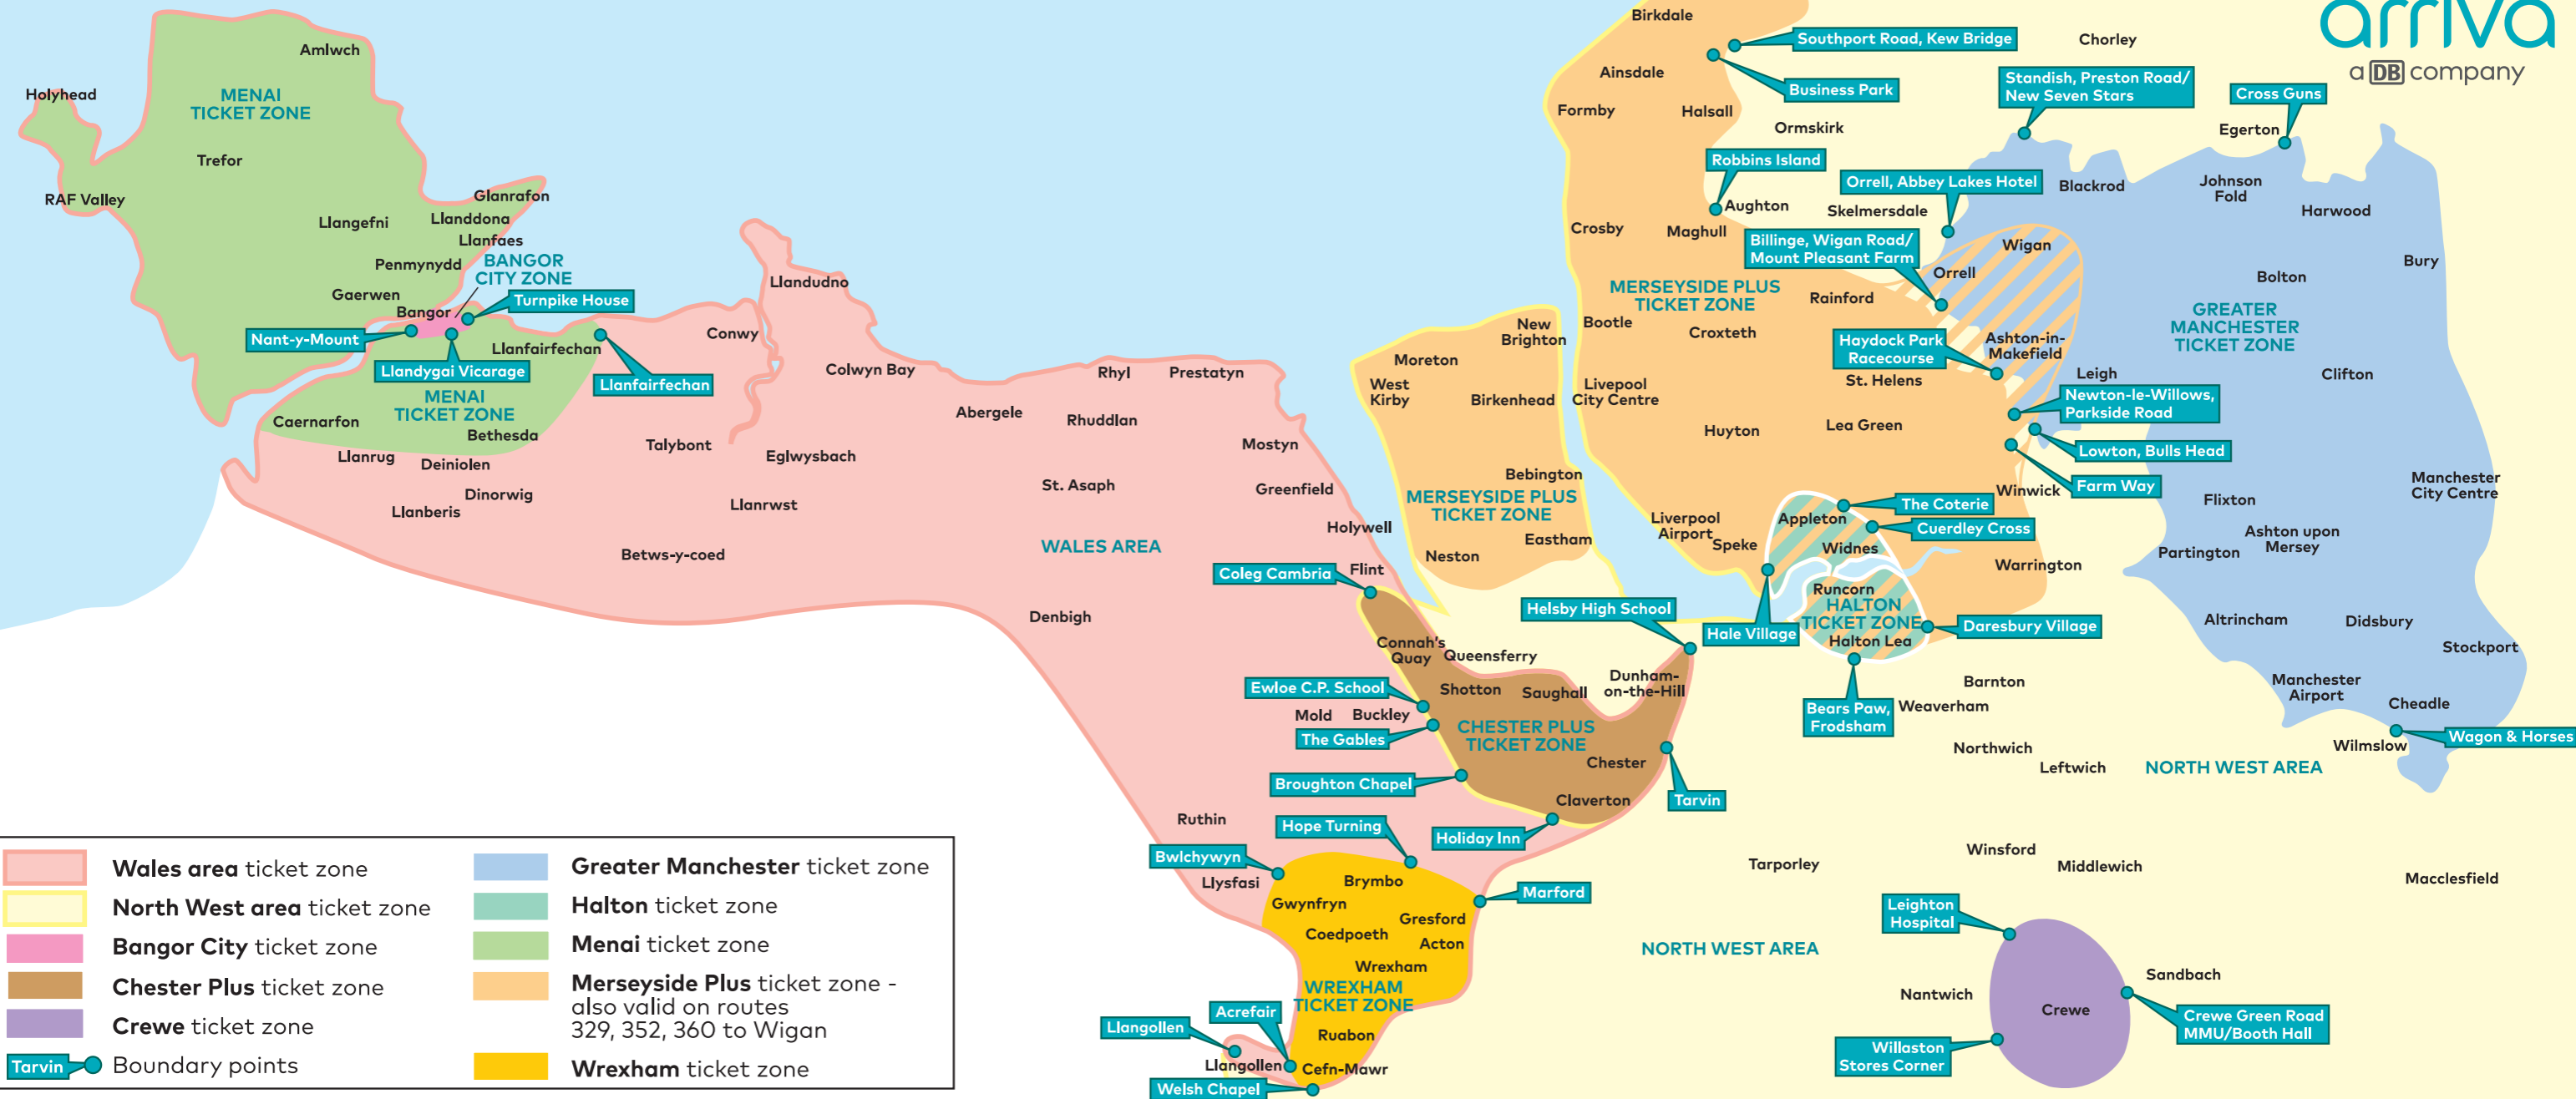 arriva
a DB company
Birkdale
Southport Road, Kew Bridge
Chorley
Amlwch
Ainsdale
Standish, Preston Road/
New Seven Stars
Business Park
Cross Guns
Holyhead
MENAI
TICKET ZONE
Formby
Halsall
Ormskirk
Egerton
Trefor
Robbins Island
Orrell, Abbey Lakes Hotel
Blackrod
Johnson
Fold
RAF Valley
Glanrafon
Aughton
Skelmersdale
Harwood
Llangefni
Llanddona
Crosby
Maghull
Llanfaes
Billinge, Wigan Road/
Mount Pleasant Farm
Wigan
Penmynydd
BANGOR
CITY ZONE
Orrell
Bury
Bolton
Llandudno
MERSEYSIDE PLUS
TICKET ZONE
Rainford
Gaerwen
Turnpike House
Bangor
GREATER
MANCHESTER
TICKET ZONE
Nant-y-Mount
Conwy
New
Brighton
Bootle
Croxteth
Llanfairfechan
Haydock Park
Racecourse
Ashton-in-
Makefield
Llandygai Vicarage
Llanfairfechan
Colwyn Bay
Rhyl
Prestatyn
Moreton
Leigh
Clifton
MENAI
TICKET ZONE
West
Kirby
Birkenhead
Livepool
City Centre
St. Helens
Newton-le-Willows,
Parkside Road
Caernarfon
Bethesda
Abergele
Rhuddlan
Huyton
Lea Green
Talybont
Mostyn
Lowton, Bulls Head
Llanrug
Deiniolen
Eglwysbach
St. Asaph
Greenfield
Bebington
Farm Way
Winwick
Manchester
City Centre
Dinorwig
Llanberis
Llanrwst
MERSEYSIDE PLUS
TICKET ZONE
The Coterie
Flixton
Holywell
Liverpool
Airport
Appleton
Cuerdley Cross
Ashton upon
Mersey
WALES AREA
Eastham
Speke
Widnes
Partington
Betws-y-coed
Neston
Coleg Cambria
Flint
Warrington
Runcorn
Denbigh
Helsby High School
HALTON
TICKET ZONE
Hale Village
Daresbury Village
Altrincham
Didsbury
Halton Lea
Connah's
Quay
Queensferry
Stockport
Ewloe C.P. School
Shotton
Saughall
Dunham-
on-the-Hill
Barnton
Manchester
Airport
Mold
Buckley
Bears Paw,
Frodsham
Weaverham
Cheadle
The Gables
CHESTER PLUS
TICKET ZONE
Northwich
Wilmslow
Wagon & Horses
Chester
Leftwich
NORTH WEST AREA
Broughton Chapel
Claverton
Tarvin
Ruthin
Hope Turning
Holiday Inn
Bwlchywyn
Winsford
Tarporley
Middlewich
Macclesfield
Llysfasi
Brymbo
Marford
Gwynfryn
Gresford
Leighton
Hospital
Coedpoeth
Acton
NORTH WEST AREA
Wrexham
Sandbach
WREXHAM
TICKET ZONE
Nantwich
Crewe
Acrefair
Crewe Green Road
MMU/Booth Hall
Llangollen
Ruabon
Willaston
Stores Corner
Llangollen
Cefn-Mawr
Welsh Chapel
Wales area ticket zone
North West area ticket zone
Bangor City ticket zone
Chester Plus ticket zone
Crewe ticket zone
Tarvin
Boundary points
Greater Manchester ticket zone
Halton ticket zone
Menai ticket zone
Merseyside Plus ticket zone -
also valid on routes
329, 352, 360 to Wigan
Wrexham ticket zone